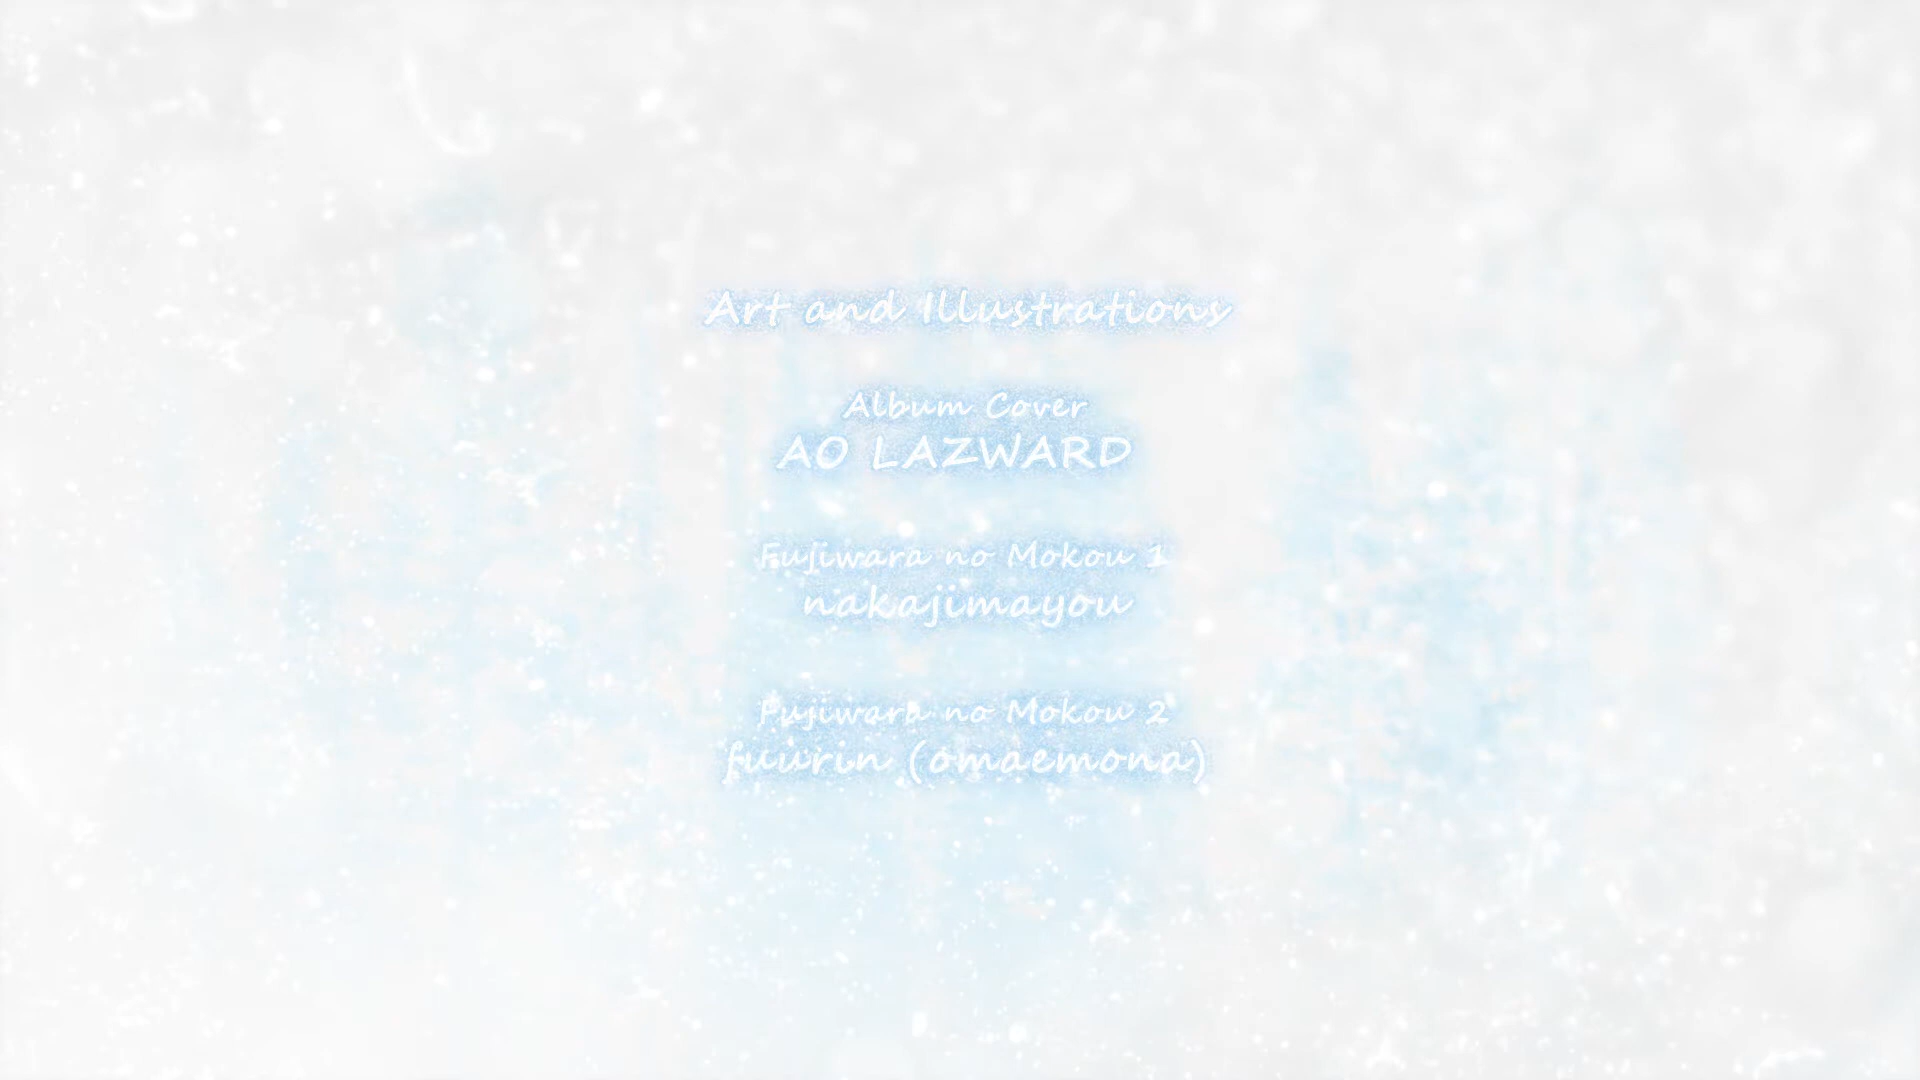 Art and Illustrations
Album Cover
AO LAZWARD
Fujiwara no Mokou 1
nakajimayou
Fujiwara no Mokou 2
fuurin (omaemona)